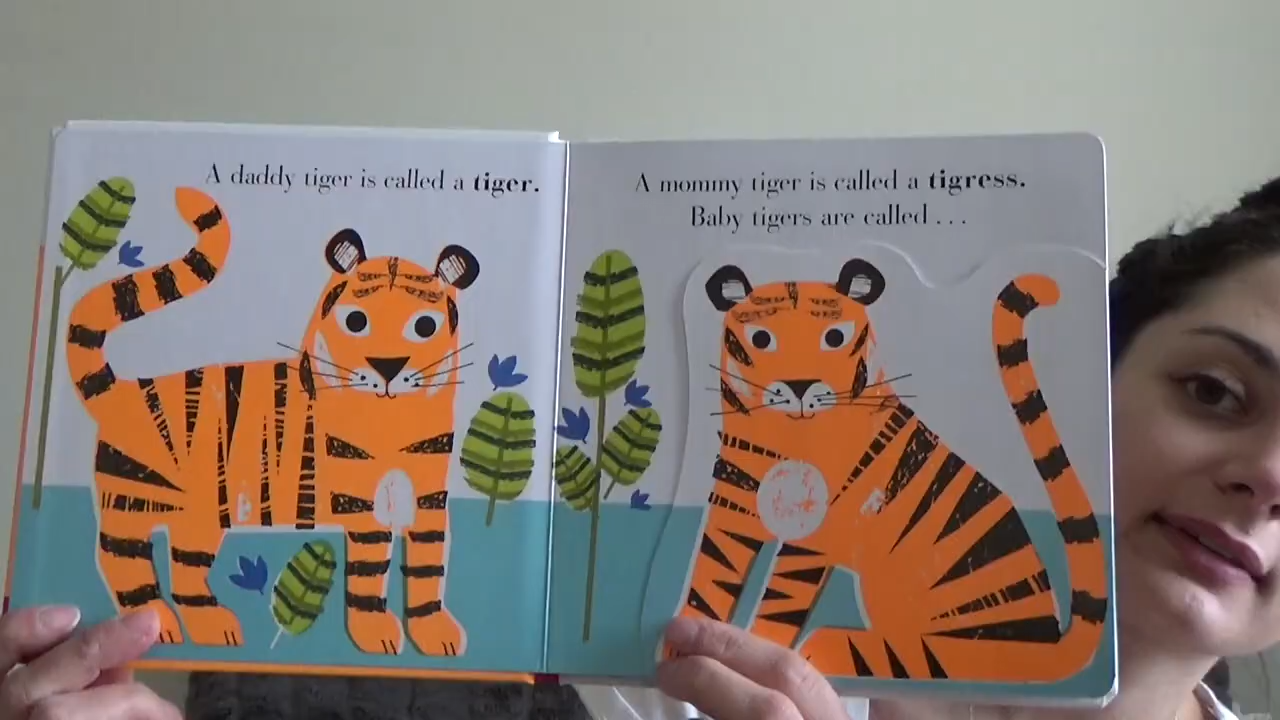 A daddy tiger is called a tiger.
A mommy tiger is called a tigress.
Baby tigers are called . . .